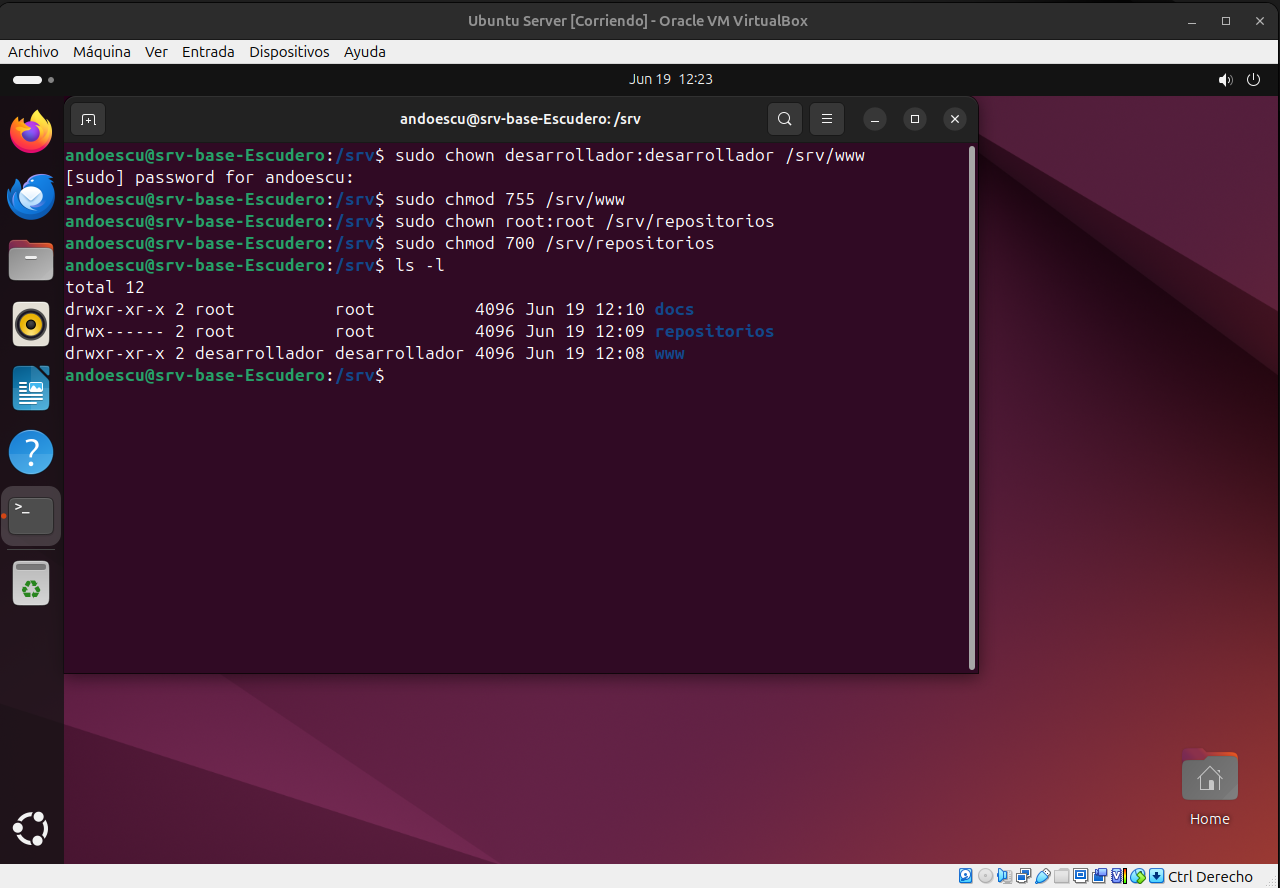 Ubuntu Server [Corriendo] - Oracle VM VirtualBox
Archivo Máquina Ver Entrada Dispositivos Ayuda
Jun 19 12:23
andoescu@srv-base-Escudero: /srv
andoescu@srv-base-Escudero:/srv$ sudo chown desarrollador:desarrollador /srv/www
[sudo] password for andoescu:
andoescu@srv-base-Escudero:/srv$ sudo chmod 755 /srv/www
andoescu@srv-base-Escudero:/srv$ sudo chown root:root /srv/repositorios
andoescu@srv-base-Escudero:/srv$ sudo chmod 700 /srv/repositorios
andoescu@srv-base-Escudero:/srv$ ls -l
total 12
drwxr-xr-x 2 root          root          4096 Jun 19 12:10 docs
drwx------ 2 root          root          4096 Jun 19 12:09 repositorios
drwxr-xr-x 2 desarrollador desarrollador 4096 Jun 19 12:08 www
andoescu@srv-base-Escudero:/srv$
Home
Ctrl Derecho